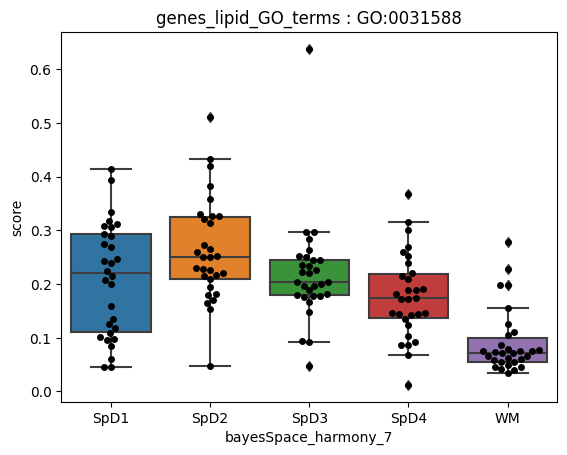 genes_lipid_GO_terms : GO:0031588
score
0.6
0.5
0.4
0.3
0.2
0.1
0.0
SpD1 SpD2 SpD3 SpD4 WM
bayesSpace_harmony_7